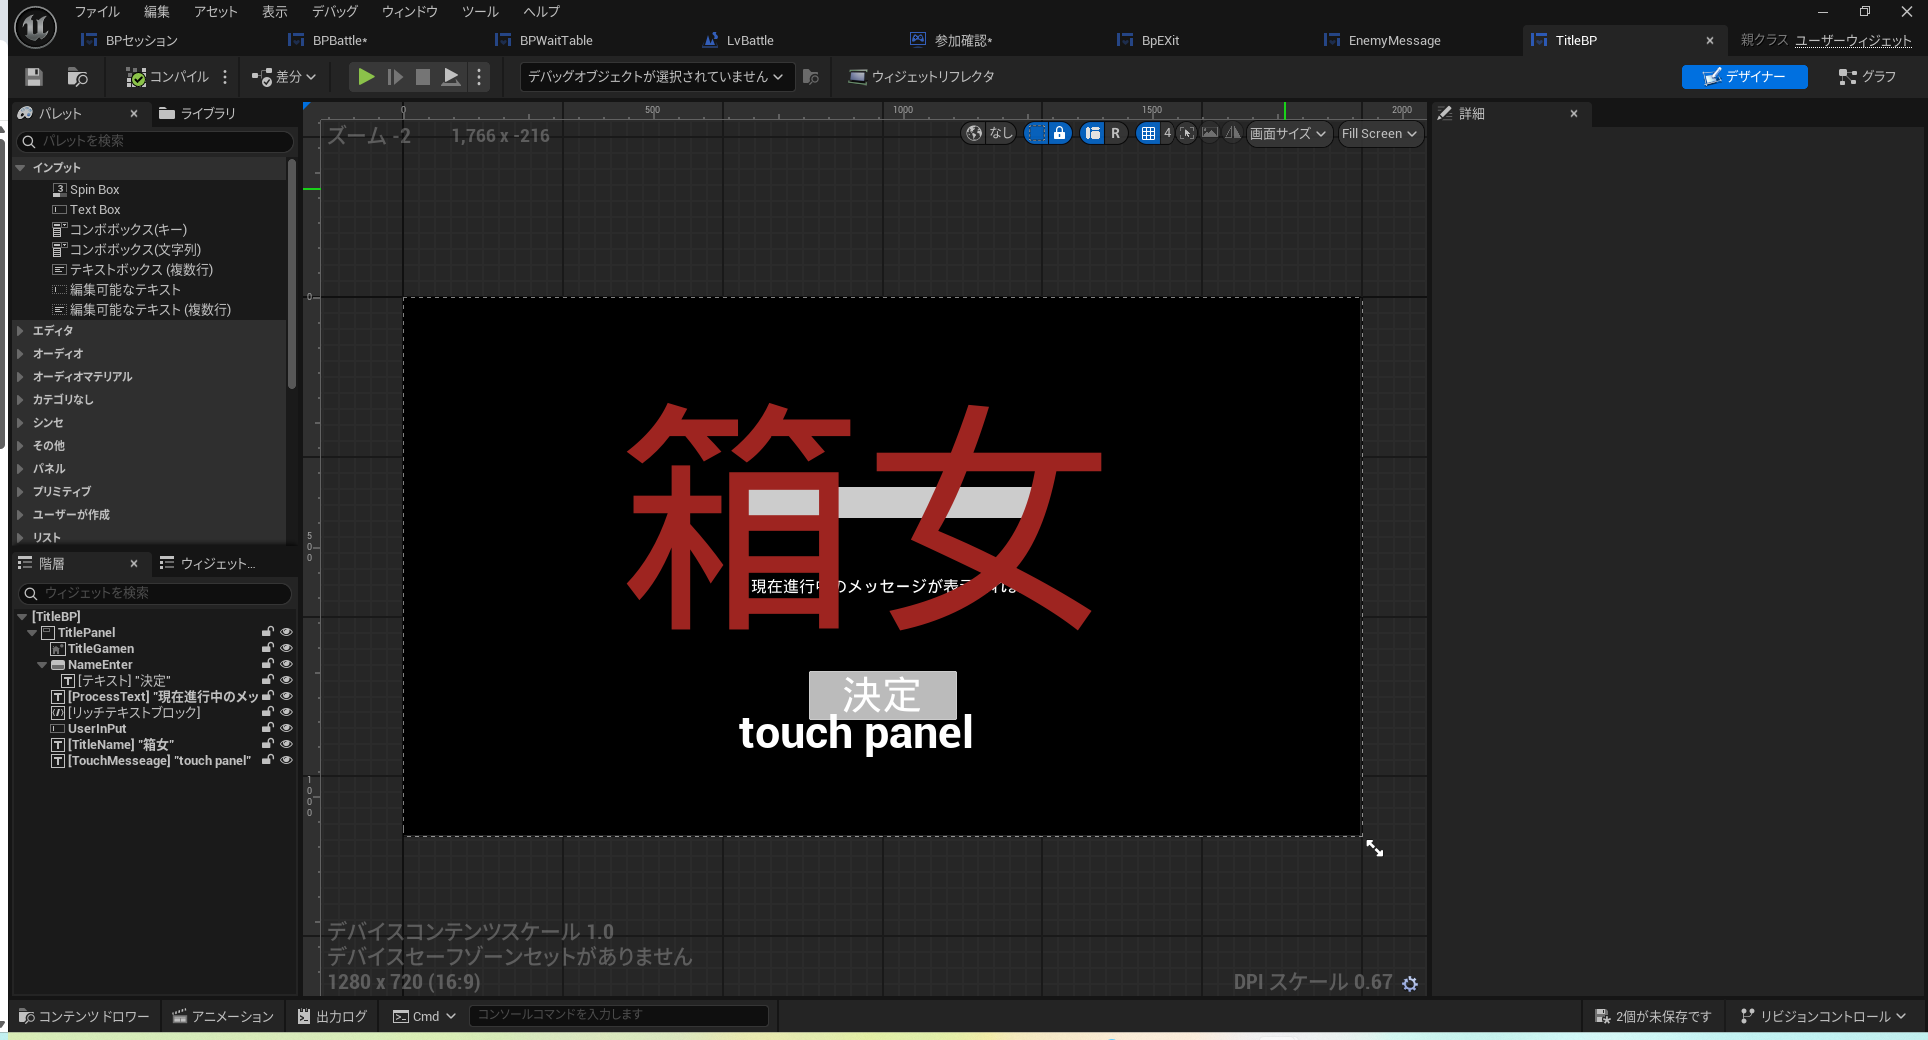 ファイル 編集 アセット 表示 デバッグ ウィンドウ ツール ヘルプ
BPセッション BPBattle* BPWaitTable LvBattle 参加確認* BpEXit EnemyMessage TitleBP 親クラス ユーザーウィジェット
コンパイル 差分 デバッグオブジェクトが選択されていません ウィジェットリフレクタ デザイナー グラフ
パレット ライブラリ
パレットを検索
インプット
Spin Box
Text Box
コンボボックス(キー)
コンボボックス(文字列)
テキストボックス (複数行)
編集可能なテキスト
編集可能なテキスト (複数行)
エディタ
オーディオ
オーディオマテリアル
カテゴリなし
シンセ
その他
パネル
プリミティブ
ユーザーが作成
リスト
階層 ウィジェット...
ウィジェットを検索
[TitleBP]
TitlePanel
TitleGamen
NameEnter
[テキスト] "決定"
[ProcessText] "現在進行中のメッ
[リッチテキストブロック]
UserInPut
[TitleName] "箱女"
[TouchMesseage] "touch panel"
0 500 1000 1500 2000
ズーム -2 1,766 x -216
なし R 4 画面サイズ Fill Screen
0
500
1000
箱女
現在進行中のメッセージが表示
決定
touch panel
デバイスコンテンツスケール 1.0
デバイスセーフゾーンセットがありません
1280 x 720 (16:9)
DPI スケール 0.67
詳細
コンテンツ ドロワー アニメーション 出力ログ Cmd コンソールコマンドを入力します 2個が未保存です リビジョンコントロール